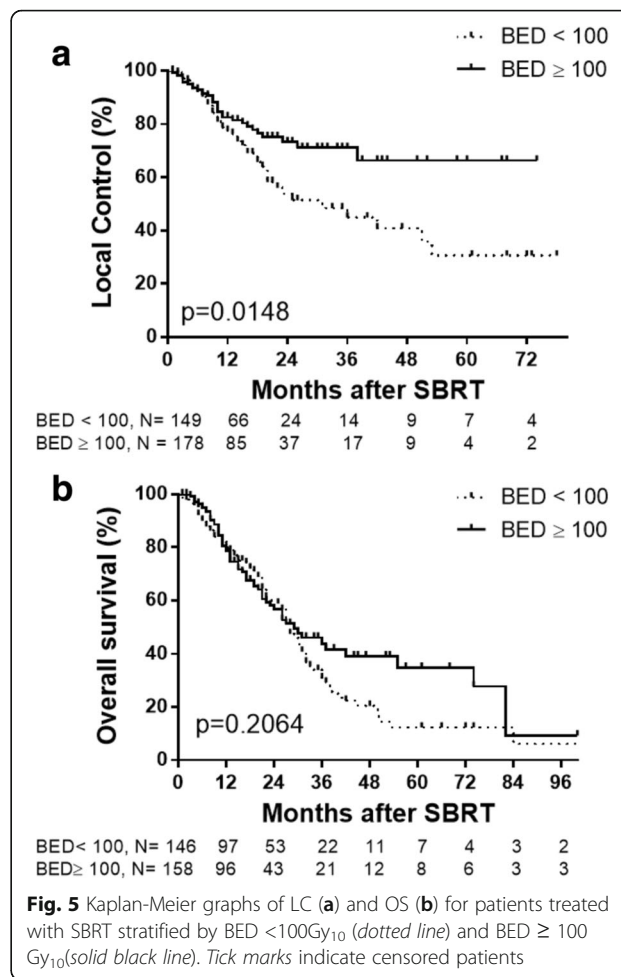 a
BED < 100
BED ≥ 100
Local Control (%)
100
80
60
40
20
0
p=0.0148
0 12 24 36 48 60 72
Months after SBRT
BED < 100, N= 149 66 24 14 9 7 4
BED ≥ 100, N = 178 85 37 17 9 4 2
b
BED < 100
BED ≥ 100
Overall survival (%)
100
80
60
40
20
0
p=0.2064
0 12 24 36 48 60 72 84 96
Months after SBRT
BED< 100, N= 146 97 53 22 11 7 4 3 2
BED≥ 100, N = 158 96 43 21 12 8 6 3 3
Fig. 5 Kaplan-Meier graphs of LC (a) and OS (b) for patients treated
with SBRT stratified by BED <100Gy₁₀ (dotted line) and BED ≥ 100
Gy₁₀(solid black line). Tick marks indicate censored patients